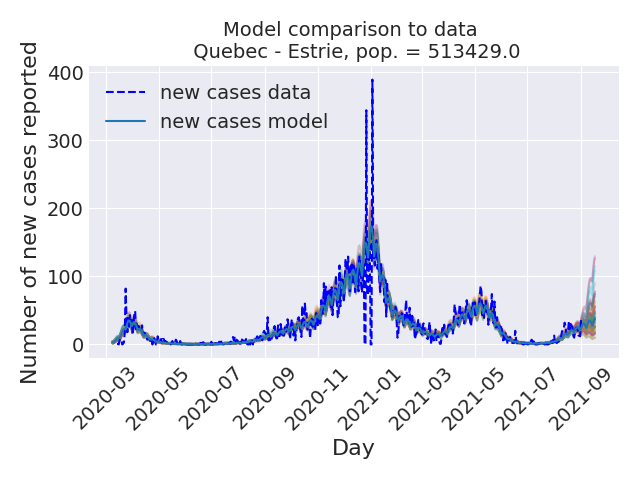 Model comparison to data
Quebec - Estrie, pop. = 513429.0
Number of new cases reported
400
300
200
100
0
new cases data
new cases model
2020-03
2020-05
2020-07
2020-09
2020-11
2021-01
2021-03
2021-05
2021-07
2021-09
Day